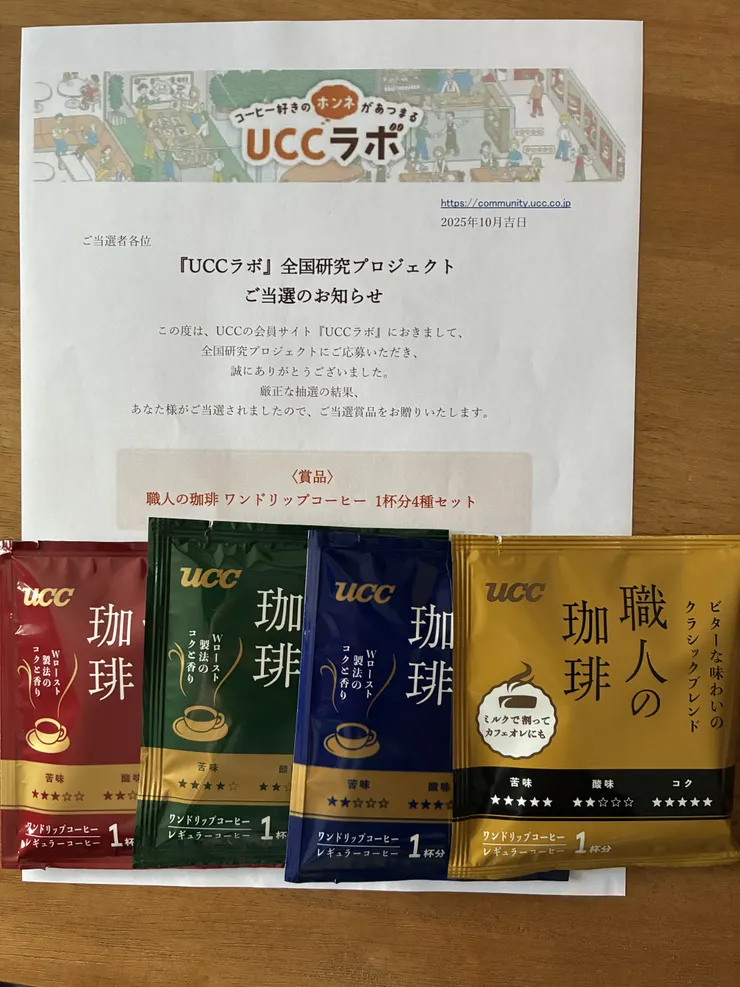 コーヒー好きのホンネがあつまる
UCCラボ
https://community.ucc.co.jp
2025年10月吉日
ご当選者各位
『UCCラボ』全国研究プロジェクト
ご当選のお知らせ
この度は、UCCの会員サイト『UCCラボ』におきまして、
全国研究プロジェクトにご応募いただき、
誠にありがとうございました。
厳正な抽選の結果、
あなた様がご当選されましたので、ご当選賞品をお贈りいたします。
〈賞品〉
職人の珈琲 ワンドリップコーヒー 1杯分4種セット
UCC
珈琲
Wロースト
製法の
コクと香り
苦味
★★★☆☆
酸味
ワンドリップコーヒー
レギュラーコーヒー
1杯
UCC
珈琲
Wロースト
製法の
コクと香り
苦味
★★★★☆
ワンドリップコーヒー
レギュラーコーヒー
1杯
UCC
珈琲
Wロースト
製法の
コクと香り
苦味
★★☆☆☆
酸味
ワンドリップコーヒー
レギュラーコーヒー
1杯分
UCC
ビターな味わいの
クラシックブレンド
職人の
珈琲
ミルクで割って
カフェオレにも
苦味 酸味 コク
★★★★★ ★★☆☆☆ ★★★★★
ワンドリップコーヒー
レギュラーコーヒー
1杯分